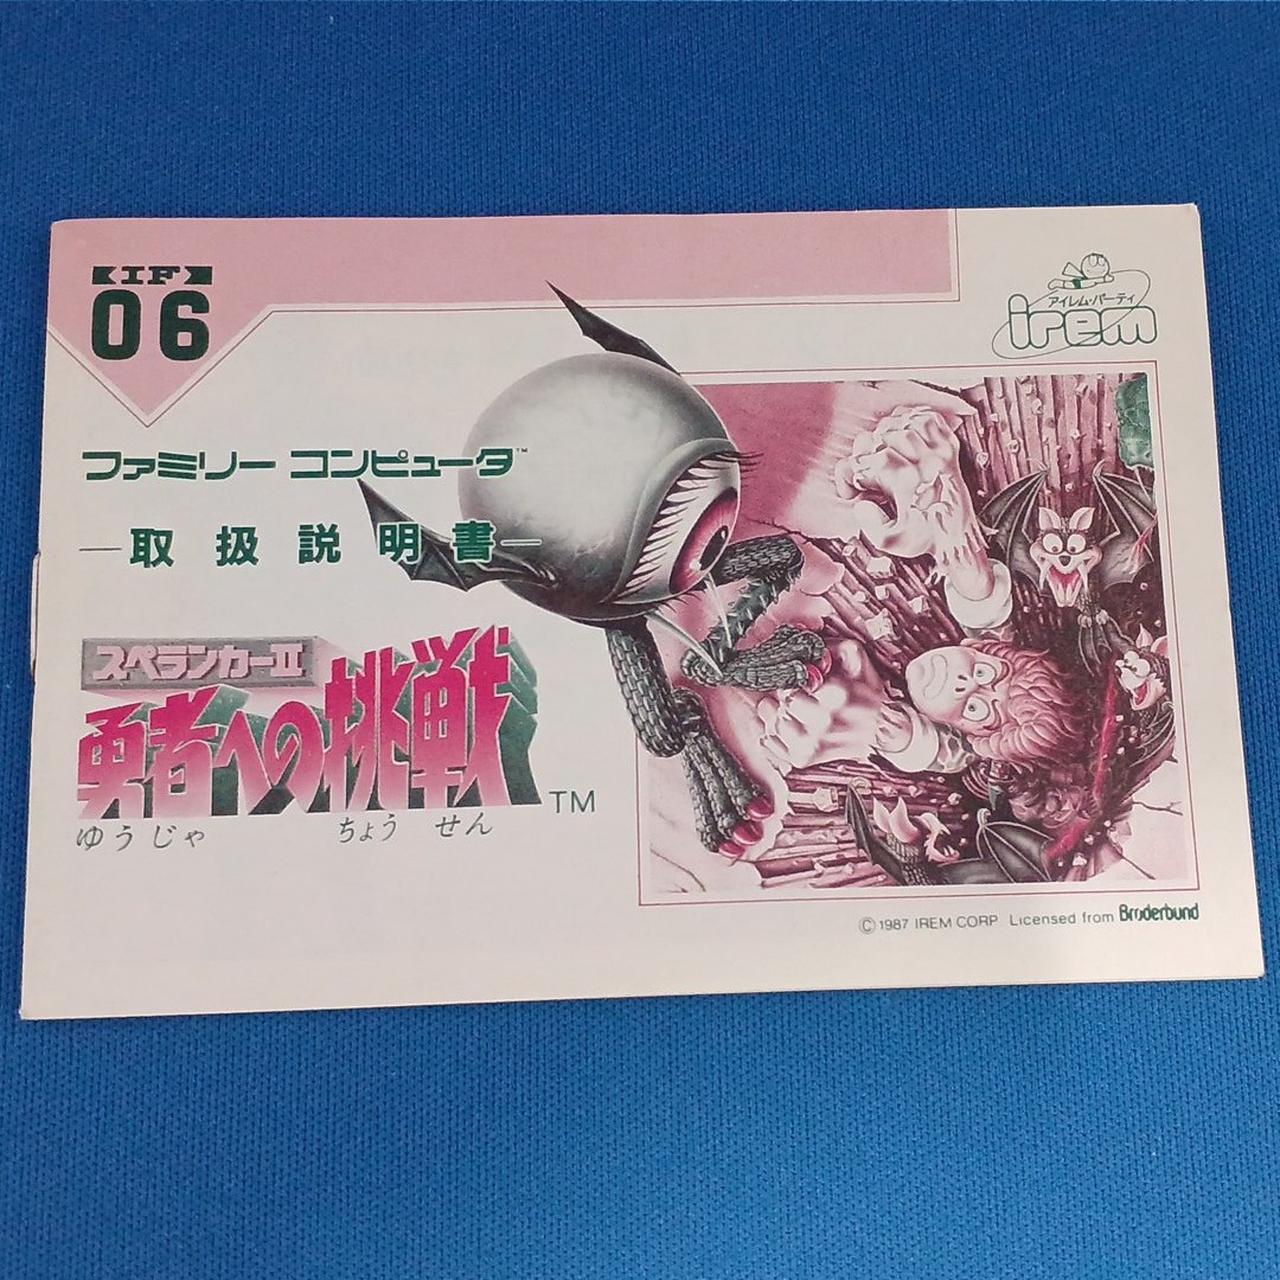 IF
06
アイレム・パーティ
irem
ファミリー コンピュータ™
―取扱説明書―
スペランカーII
勇者への挑戦 TM
ゆうじゃ ちょう せん
©1987 IREM CORP Licensed from Brøderbund